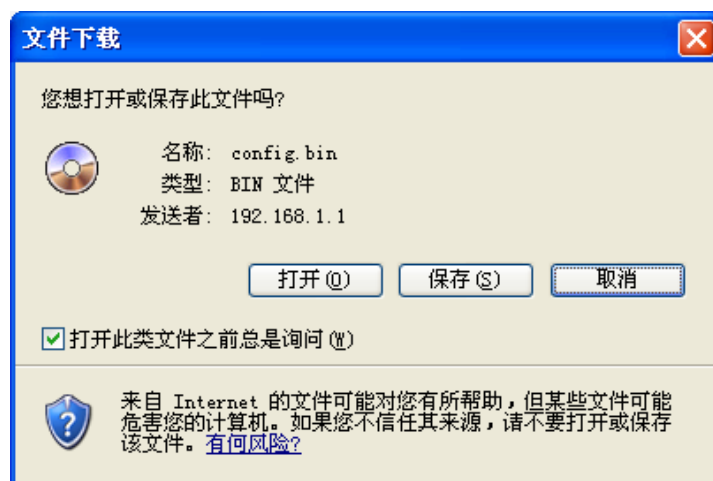 文件下载
您想打开或保存此文件吗?
名称: config.bin
类型: BIN 文件
发送者: 192.168.1.1
打开(O) 保存(S) 取消
打开此类文件之前总是询问(W)
来自 Internet 的文件可能对您有所帮助，但某些文件可能
危害您的计算机。如果您不信任其来源，请不要打开或保存
该文件。有何风险?